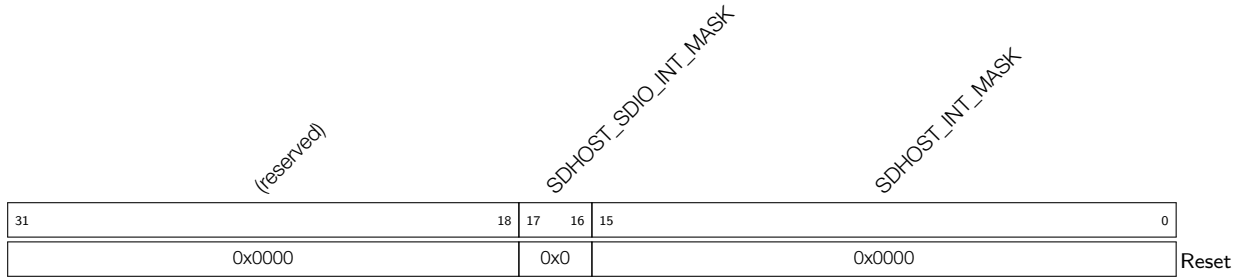 (reserved) SDHOST_SDIO_INT_MASK SDHOST_INT_MASK
31 18 17 16 15 0
0x0000 0x0 0x0000 Reset